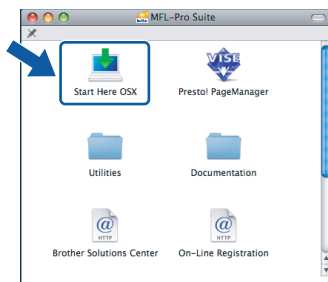 MFL-Pro Suite
Start Here OSX
VISE
Presto! PageManager
Utilities
Documentation
@
HTTP
@
HTTP
Brother Solutions Center
On-Line Registration